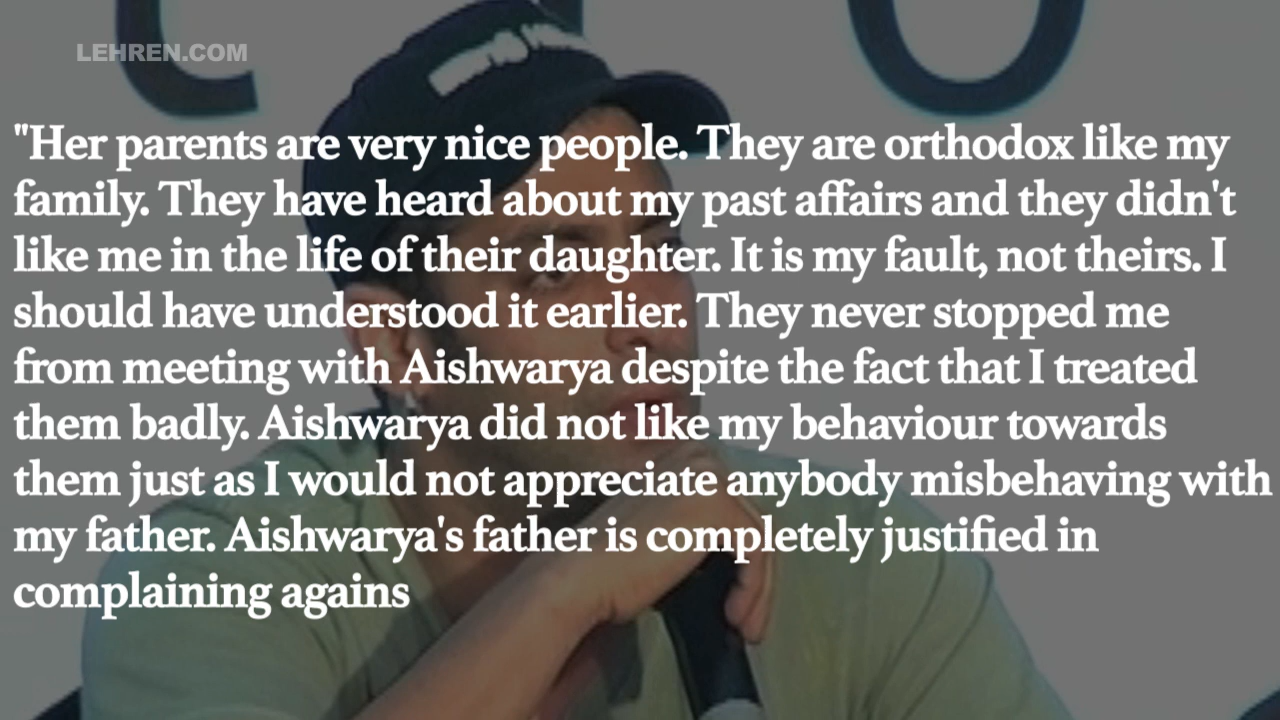 LEHREN.COM
"Her parents are very nice people. They are orthodox like my
family. They have heard about my past affairs and they didn't
like me in the life of their daughter. It is my fault, not theirs. I
should have understood it earlier. They never stopped me
from meeting with Aishwarya despite the fact that I treated
them badly. Aishwarya did not like my behaviour towards
them just as I would not appreciate anybody misbehaving with
my father. Aishwarya's father is completely justified in
complaining agains